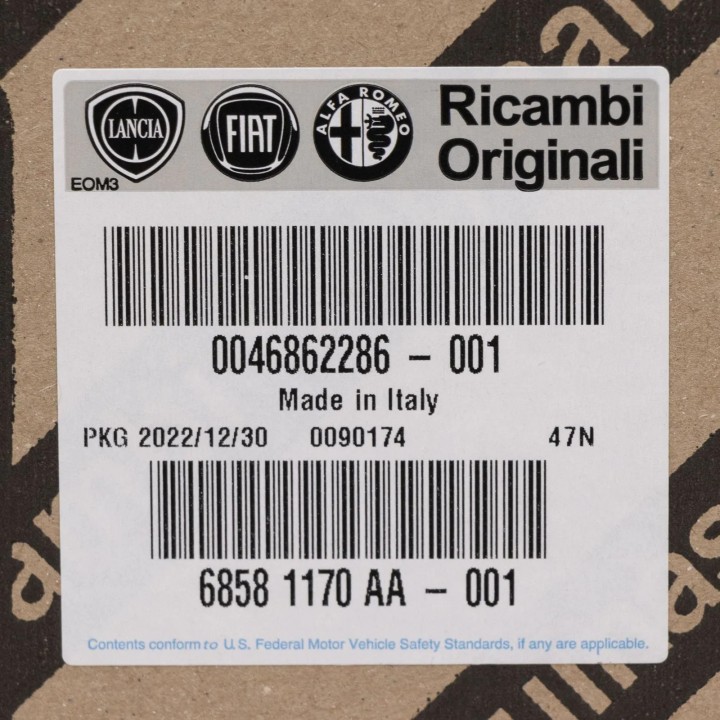 LANCIA FIAT ALFA ROMEO Ricambi
Originali
EOM3
0046862286 – 001
Made in Italy
PKG 2022/12/30 0090174 47N
6858 1170 AA – 001
Contents conform to U.S. Federal Motor Vehicle Safety Standards, if any are applicable.